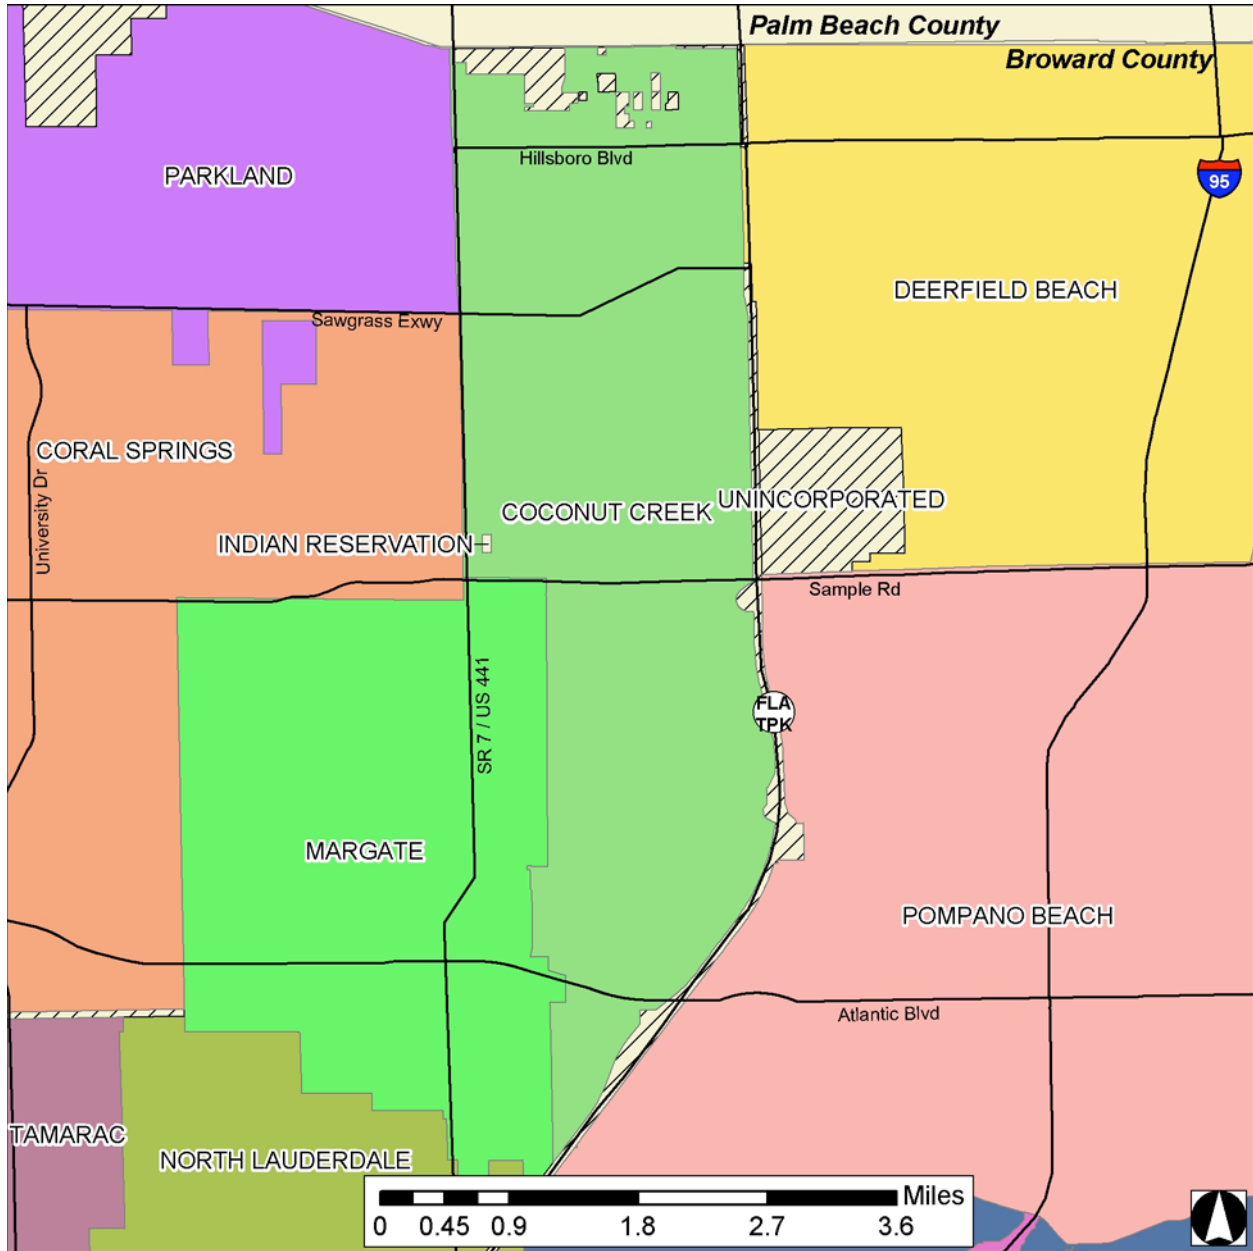 Palm Beach County
Broward County
Hillsboro Blvd
PARKLAND
95
DEERFIELD BEACH
Sawgrass Exwy
CORAL SPRINGS
University Dr
UNINCORPORATED
COCONUT CREEK
INDIAN RESERVATION
Sample Rd
SR 7 / US 441
FLA
TPK
MARGATE
POMPANO BEACH
Atlantic Blvd
TAMARAC
NORTH LAUDERDALE
Miles
0 0.45 0.9 1.8 2.7 3.6